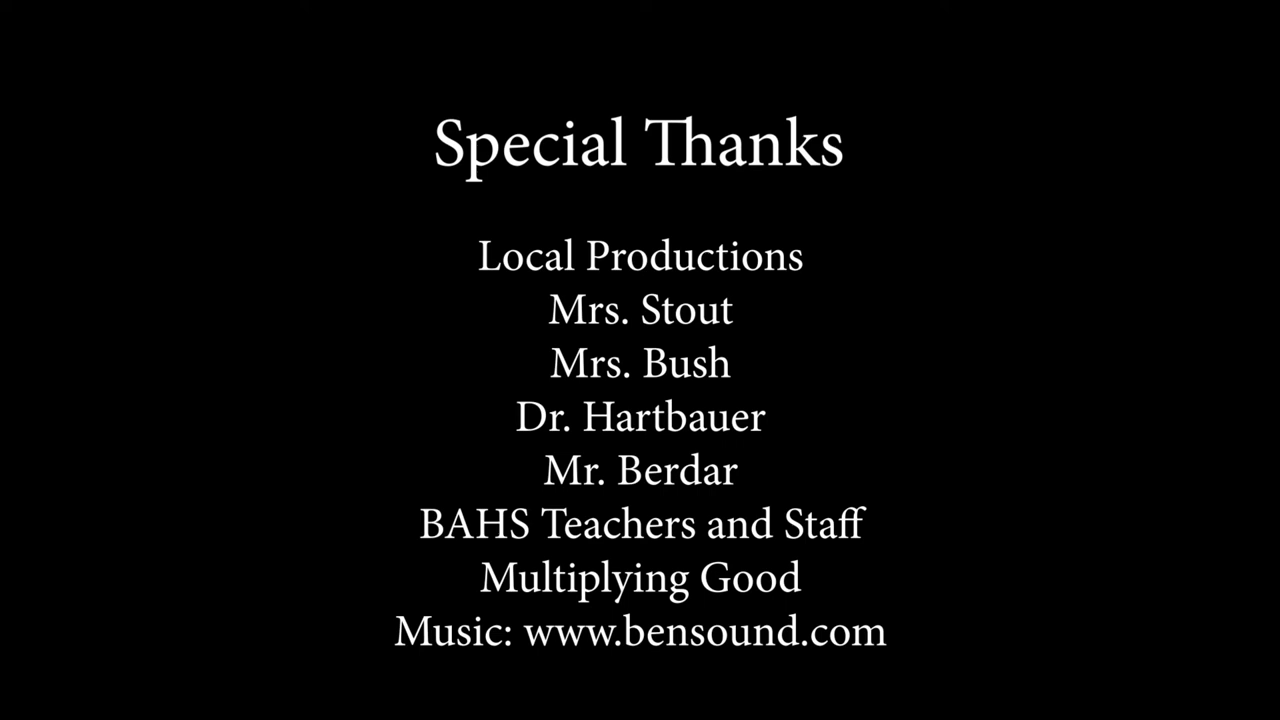 Special Thanks
Local Productions
Mrs. Stout
Mrs. Bush
Dr. Hartbauer
Mr. Berdar
BAHS Teachers and Staff
Multiplying Good
Music: www.bensound.com